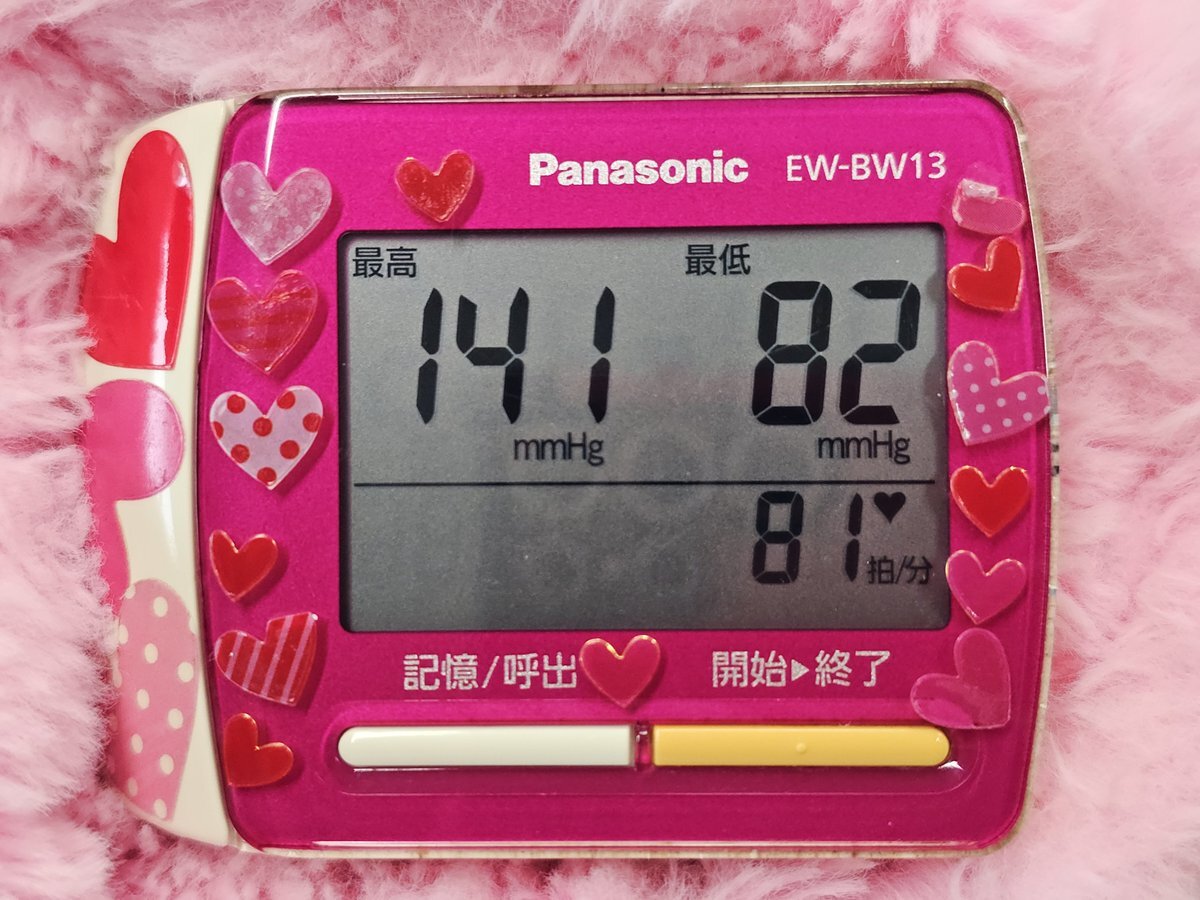 Panasonic EW-BW13
最高 最低
141 82
mmHg mmHg
81♥
拍/分
記憶/呼出 開始▶終了